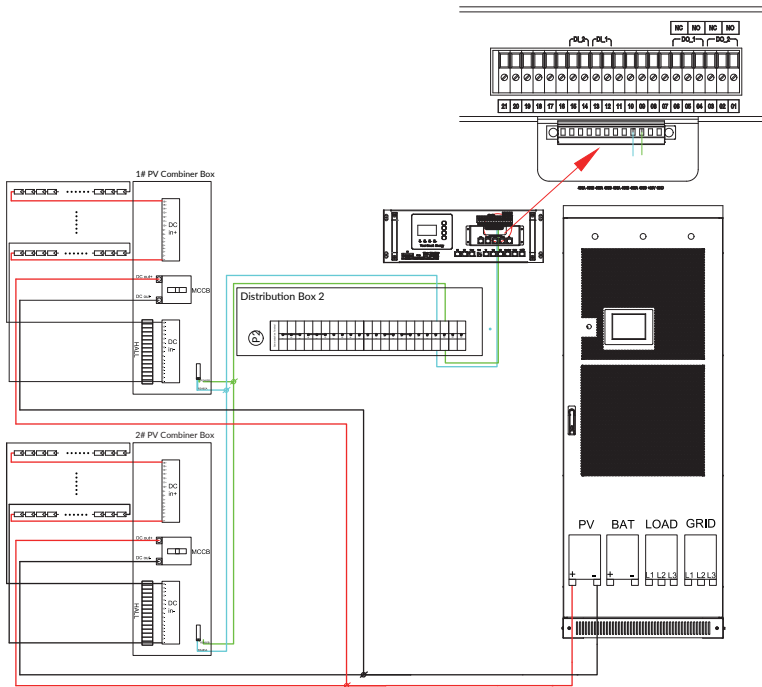 NC NO NC NO
DI_2 DI_1 DO_1 DO_2
21 20 19 18 17 16 15 14 13 12 11 10 09 08 07 06 05 04 03 02 01
1# PV Combiner Box
DC
in+
DC out+
DC out-
MCCB
HALL
DC
in-
Distribution Box 2
P2
2# PV Combiner Box
DC
in+
DC out+
DC out-
MCCB
HALL
DC
in-
PV BAT LOAD GRID
+ - + - L1 L2 L3 L1 L2 L3